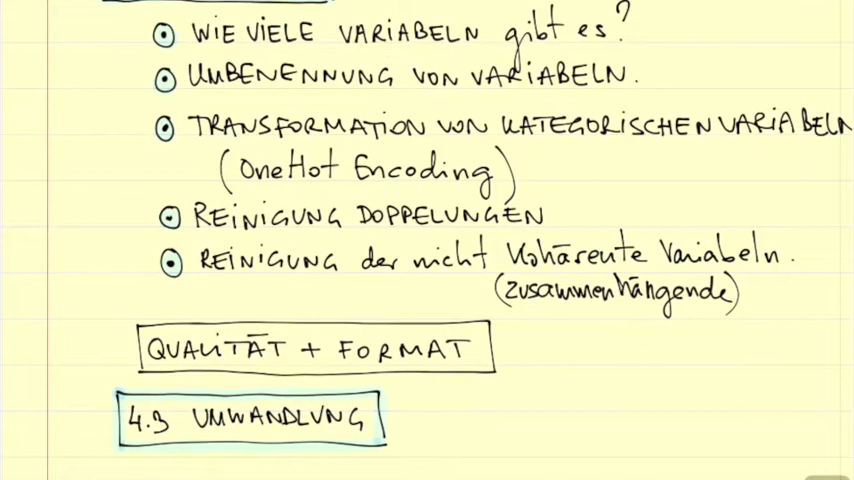 WIE VIELE VARIABELN gibt es?
UMBENENNUNG VON VARIABELN.
TRANSFORMATION VON KATEGORISCHEN VARIABELN
(OneHot Encoding)
REINIGUNG DOPPELUNGEN
REINIGUNG der nicht Kohärente Variabeln.
(zusammenhängende)
QUALITÄT + FORMAT
4.3 UMWANDLUNG